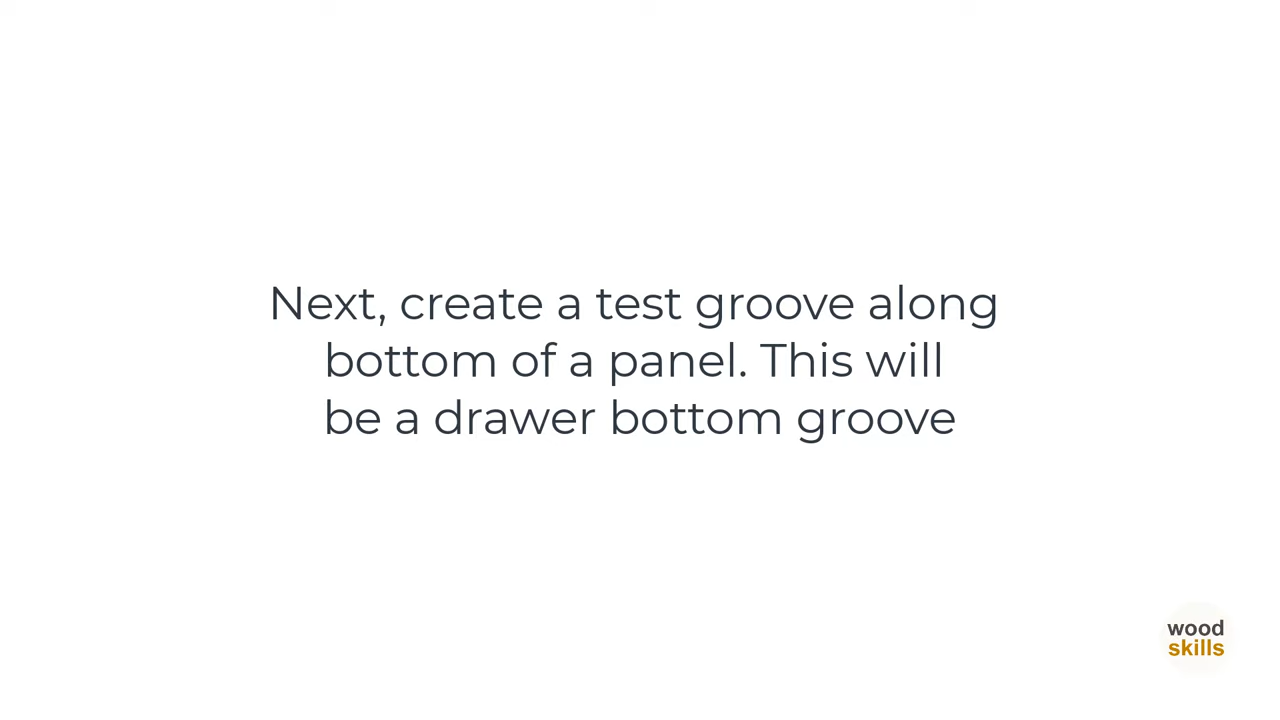 Next, create a test groove along
bottom of a panel. This will
be a drawer bottom groove
wood
skills